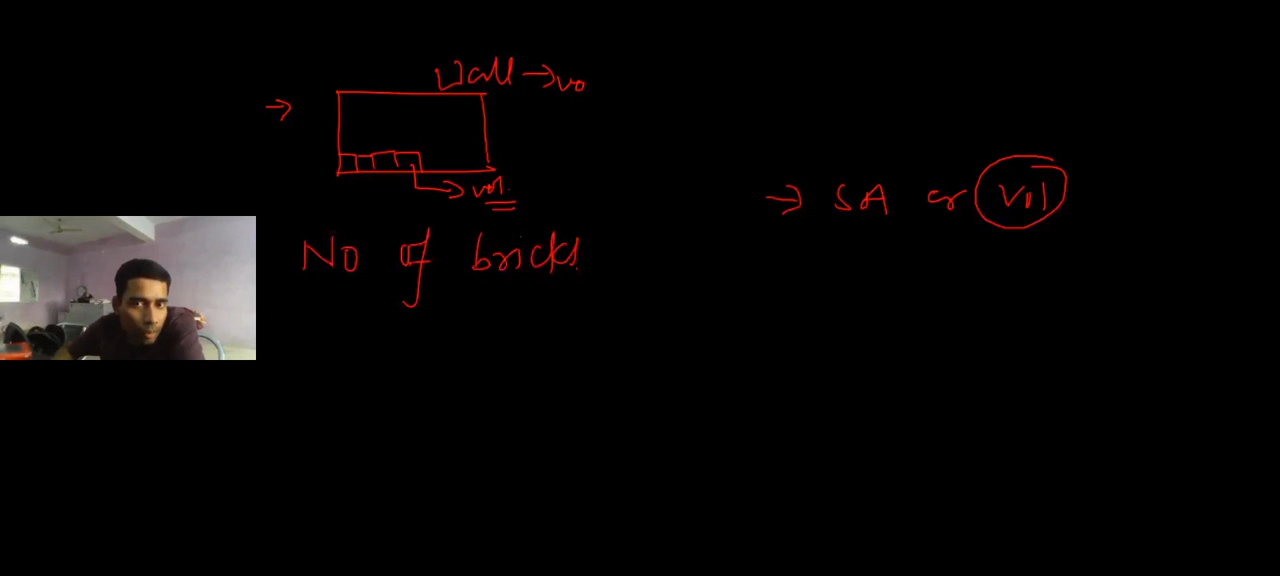 Wall → vo
→
→ vol.
No of bricks.
→ SA or Vol